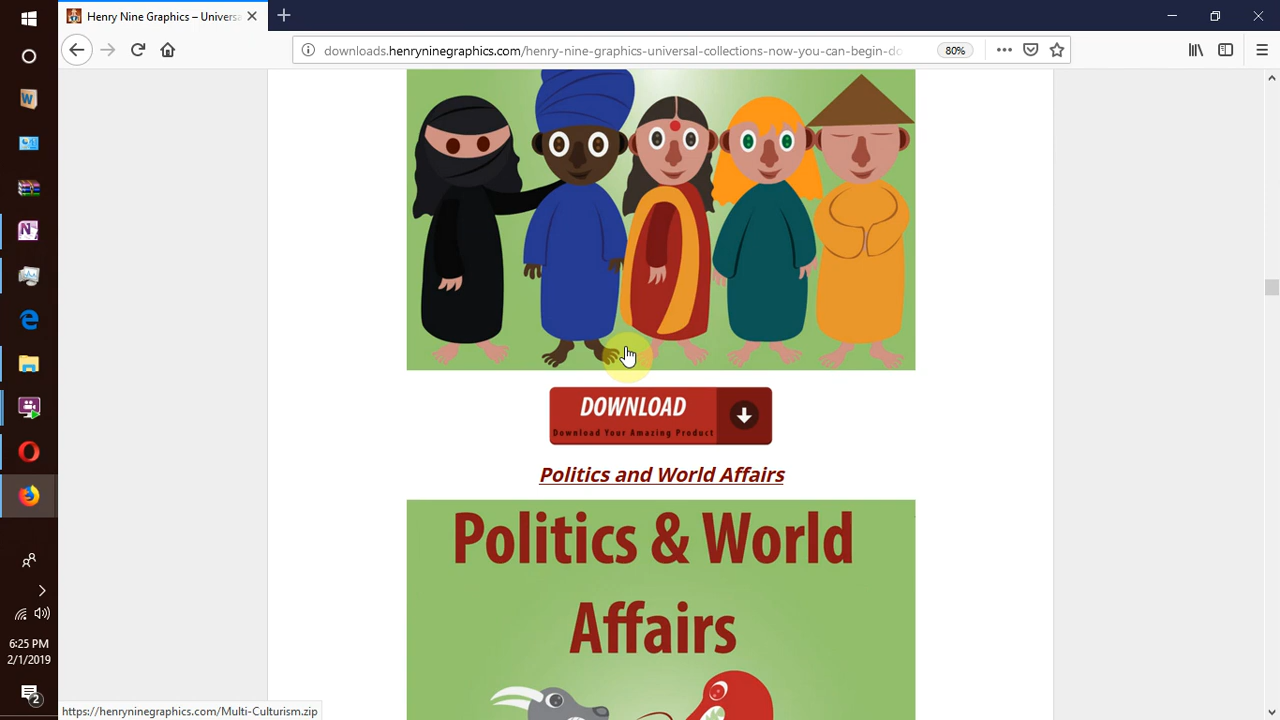 Henry Nine Graphics – Univers
downloads.henryninegraphics.com/henry-nine-graphics-universal-collections-now-you-can-begin-do
80%
DOWNLOAD
Download Your Amazing Product
Politics and World Affairs
Politics & World
Affairs
6:25 PM
2/1/2019
2
https://henryninegraphics.com/Multi-Culturism.zip